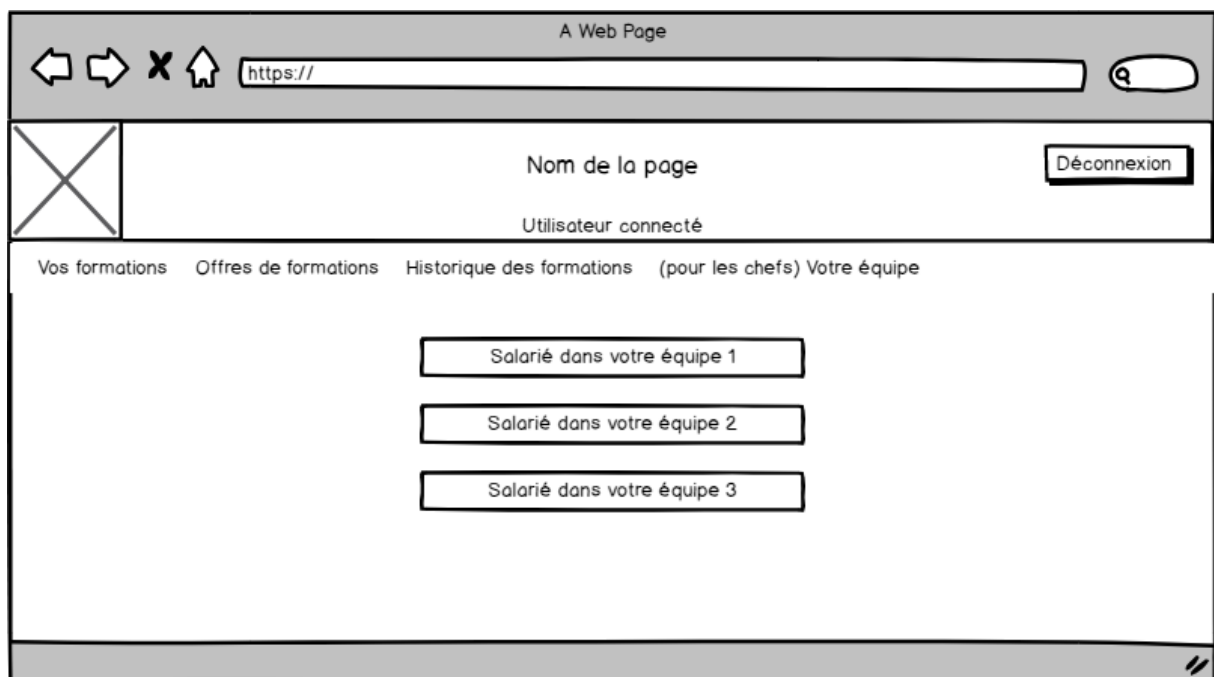 A Web Page
https://
Nom de la page
Déconnexion
Utilisateur connecté
Vos formations Offres de formations Historique des formations (pour les chefs) Votre équipe
Salarié dans votre équipe 1
Salarié dans votre équipe 2
Salarié dans votre équipe 3